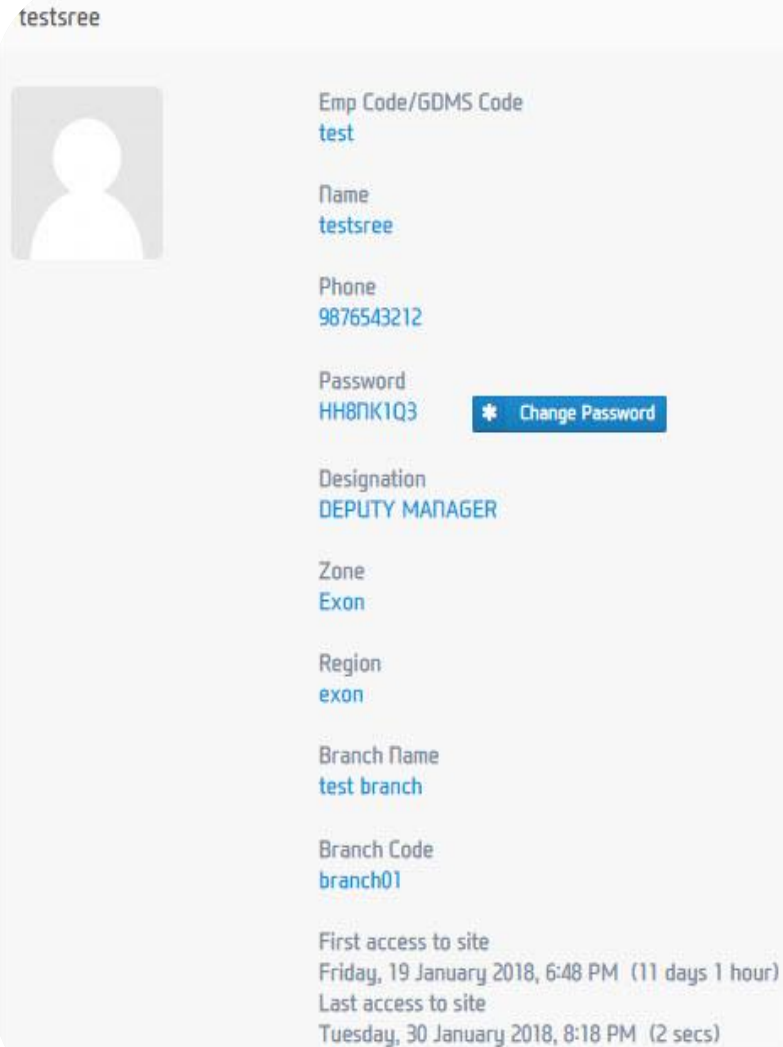 testsree
Emp Code/GDMS Code
test
Name
testsree
Phone
9876543212
Password
HH8NK1Q3
Change Password
Designation
DEPUTY MANAGER
Zone
Exon
Region
exon
Branch Name
test branch
Branch Code
branch01
First access to site
Friday, 19 January 2018, 6:48 PM (11 days 1 hour)
Last access to site
Tuesday, 30 January 2018, 8:18 PM (2 secs)